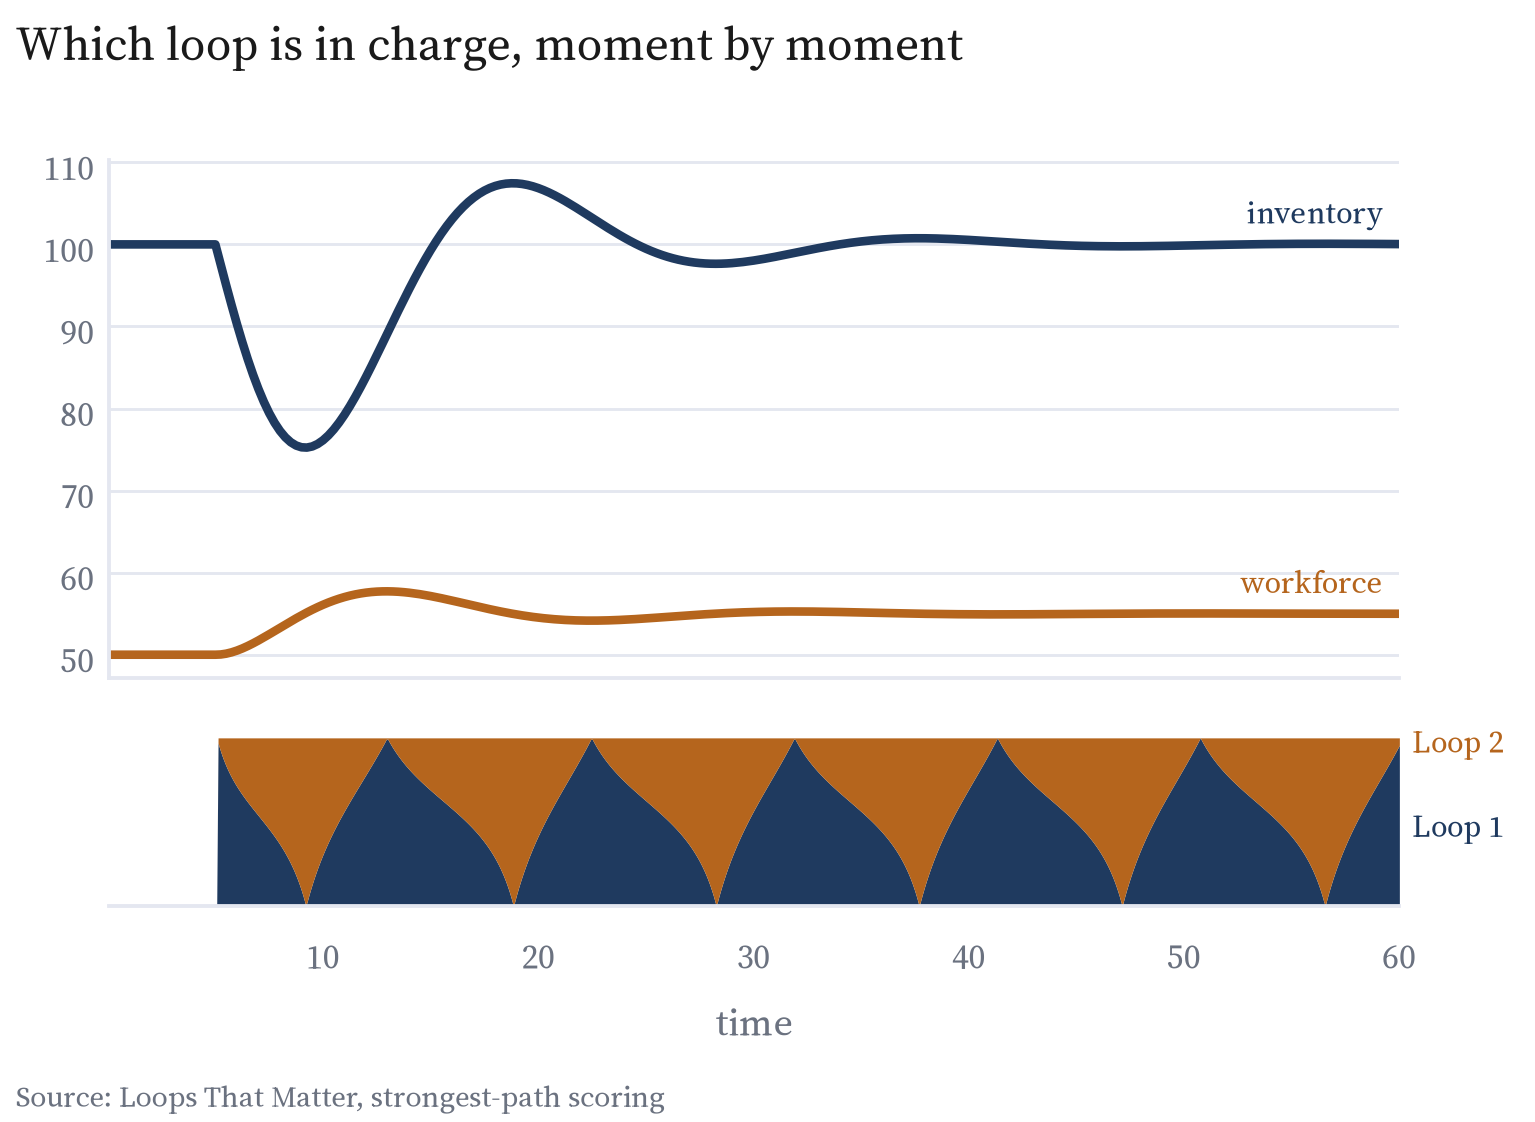 Which loop is in charge, moment by moment
110
100
90
80
70
60
50
inventory
workforce
Loop 2
Loop 1
10 20 30 40 50 60
time
Source: Loops That Matter, strongest-path scoring